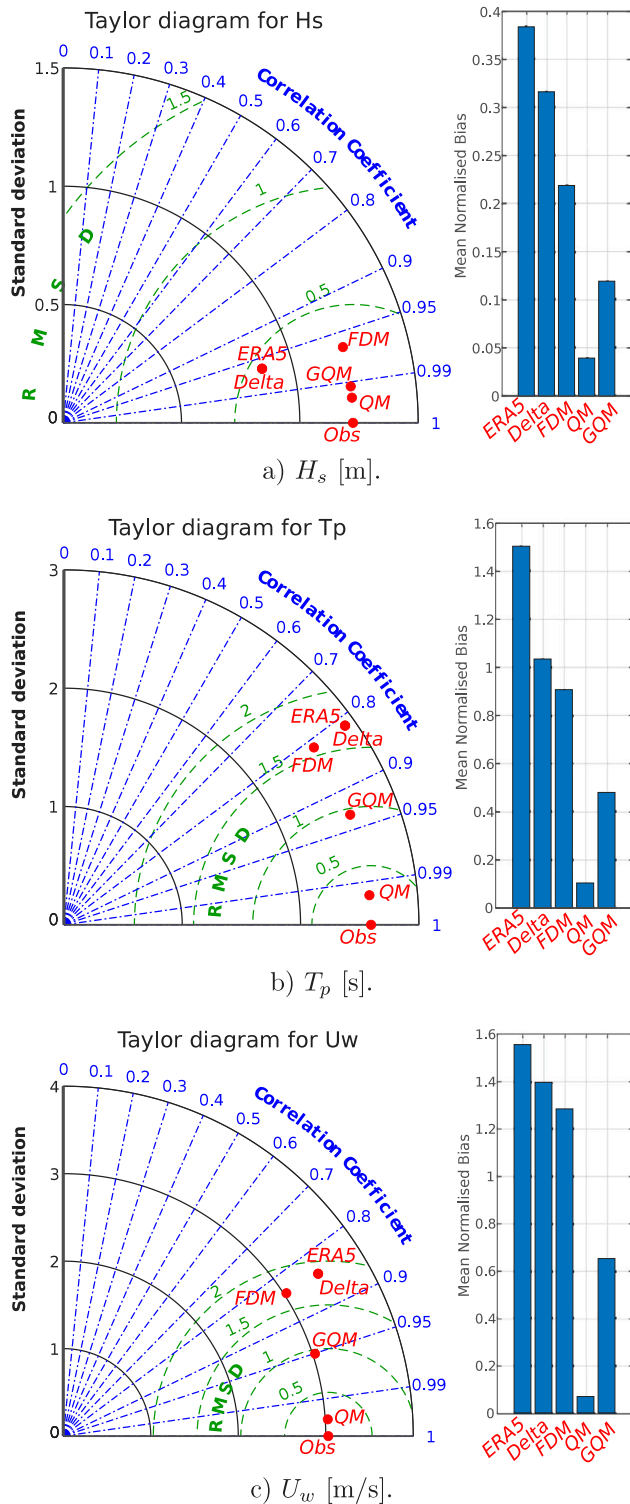 Taylor diagram for Hs
0 0.1 0.2 0.3 0.4 0.5 0.6 0.7 0.8 0.9 0.95 0.99 1
Correlation Coefficient
Standard deviation
1.5
1
0.5
0
1.5
1
0.5
R M S D
FDM
ERA5
Delta
GQM
QM
Obs
Mean Normalised Bias
0.4
0.35
0.3
0.25
0.2
0.15
0.1
0.05
0
ERA5 Delta FDM QM GQM
a) Hs [m].
Taylor diagram for Tp
0 0.1 0.2 0.3 0.4 0.5 0.6 0.7 0.8 0.9 0.95 0.99 1
Correlation Coefficient
Standard deviation
3
2
1
0
2
1.5
1
0.5
R M S D
ERA5
Delta
FDM
GQM
QM
Obs
Mean Normalised Bias
1.6
1.4
1.2
1
0.8
0.6
0.4
0.2
0
ERA5 Delta FDM QM GQM
b) Tp [s].
Taylor diagram for Uw
0 0.1 0.2 0.3 0.4 0.5 0.6 0.7 0.8 0.9 0.95 0.99 1
Correlation Coefficient
Standard deviation
4
3
2
1
0
2
1.5
1
0.5
R M S D
ERA5
Delta
FDM
GQM
QM
Obs
Mean Normalised Bias
1.6
1.4
1.2
1
0.8
0.6
0.4
0.2
0
ERA5 Delta FDM QM GQM
c) Uw [m/s].